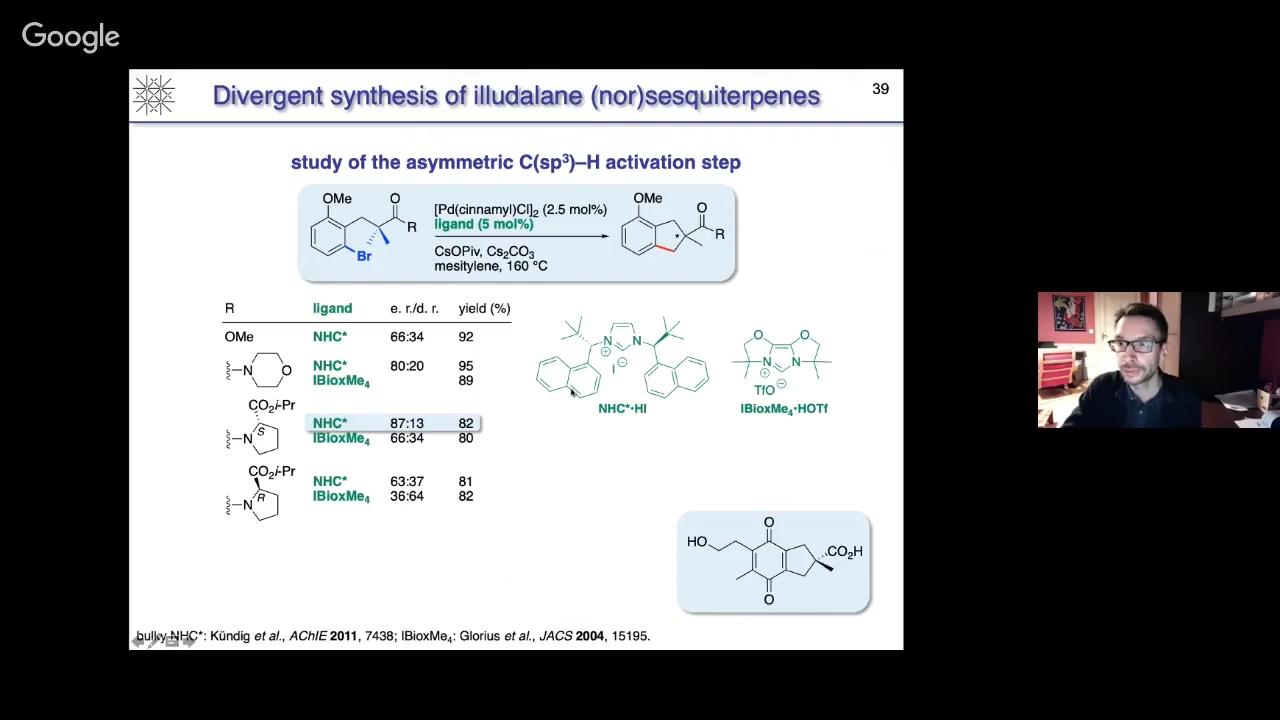 Google
Divergent synthesis of illudalane (nor)sesquiterpenes
39
study of the asymmetric C(sp³)–H activation step
OMe
O
R
Br
[Pd(cinnamyl)Cl]₂ (2.5 mol%)
ligand (5 mol%)
CsOPiv, Cs₂CO₃
mesitylene, 160 °C
OMe
O
R
R ligand e. r./d. r. yield (%)
OMe NHC* 66:34 92
N O NHC* 80:20 95
IBioxMe₄ 89
CO₂i-Pr
S
N
NHC* 87:13 82
IBioxMe₄ 66:34 80
CO₂i-Pr
R
N
NHC* 63:37 81
IBioxMe₄ 36:64 82
N N
⊕
I ⊖
NHC*·HI
O O
N N
⊕
TfO ⊖
IBioxMe₄·HOTf
O
HO
CO₂H
O
bulky NHC*: Kündig et al., AChIE 2011, 7438; IBioxMe₄: Glorius et al., JACS 2004, 15195.